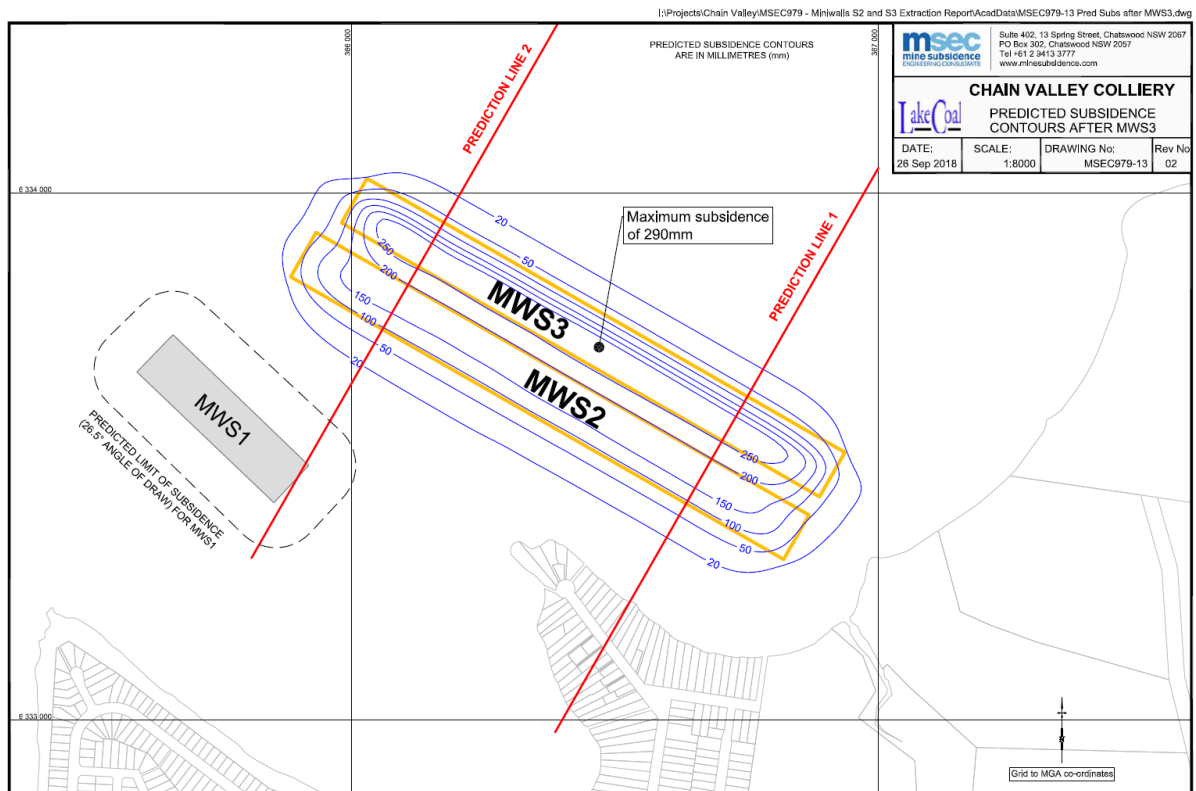 I:\Projects\Chain Valley\MSEC979 - Miniwalls S2 and S3 Extraction Report\AcadData\MSEC979-13 Pred Subs after MWS3.dwg
msec
mine subsidence
ENGINEERING CONSULTANTS
Suite 402, 13 Spring Street, Chatswood NSW 2067
PO Box 302, Chatswood NSW 2057
Tel +61 2 9413 3777
www.minesubsidence.com
LakeCoal
CHAIN VALLEY COLLIERY
PREDICTED SUBSIDENCE
CONTOURS AFTER MWS3
DATE:
26 Sep 2018
SCALE:
1:8000
DRAWING No:
MSEC979-13
Rev No
02
PREDICTED SUBSIDENCE CONTOURS
ARE IN MILLIMETRES (mm)
366 000
367 000
6 334 000
6 333 000
PREDICTION LINE 2
PREDICTION LINE 1
Maximum subsidence
of 290mm
20
50
250
200
150
100
50
20
MWS3
MWS2
250
200
150
100
50
20
MWS1
PREDICTED LIMIT OF SUBSIDENCE
(26.5° ANGLE OF DRAW) FOR MWS1
N
Grid to MGA co-ordinates